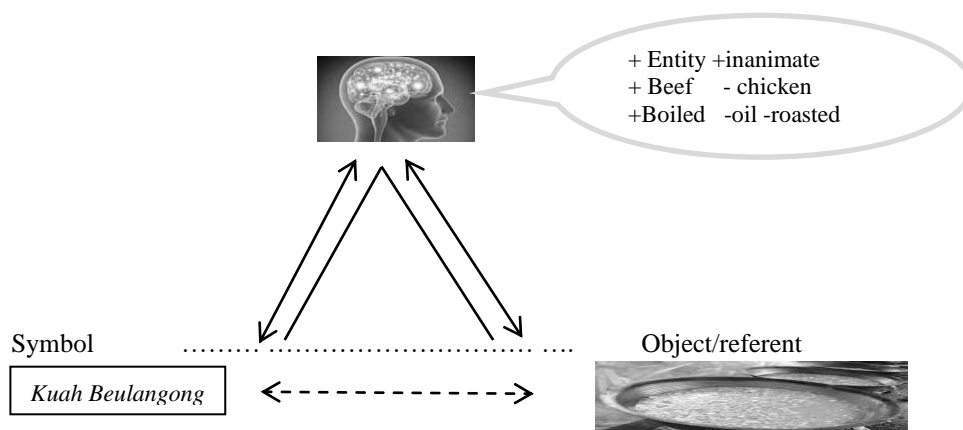 + Entity +inanimate
+ Beef - chicken
+Boiled -oil -roasted
Symbol ……… …………………………… …. Object/referent
Kuah Beulangong